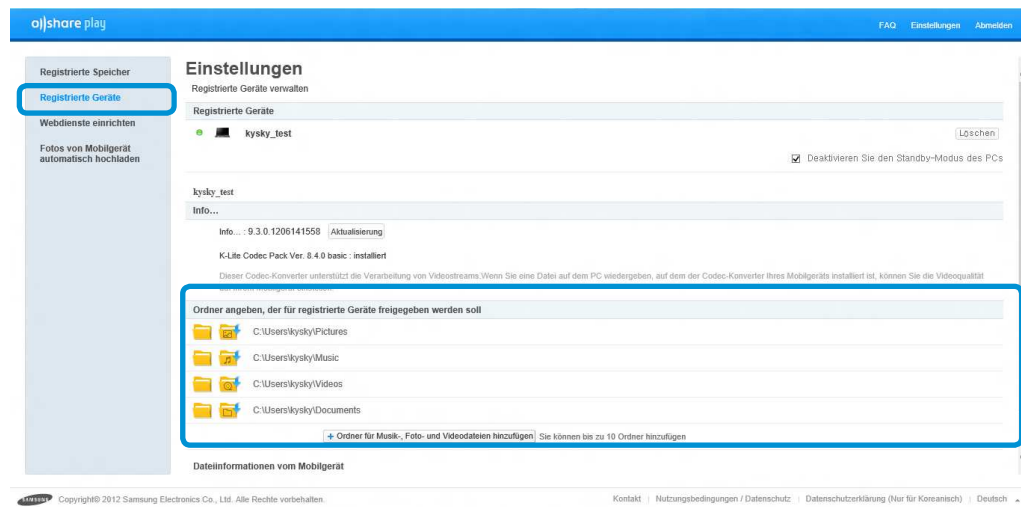 allshare play
FAQ Einstellungen Abmelden
Registrierte Speicher
Registrierte Geräte
Webdienste einrichten
Fotos von Mobilgerät
automatisch hochladen
Einstellungen
Registrierte Geräte verwalten
Registrierte Geräte
kysky_test
Löschen
Deaktivieren Sie den Standby-Modus des PCs
kysky_test
Info...
Info... : 9.3.0.1206141558 Aktualisierung
K-Lite Codec Pack Ver. 8.4.0 basic : installiert
Dieser Codec-Konverter unterstützt die Verarbeitung von Videostreams.Wenn Sie eine Datei auf dem PC wiedergeben, auf dem der Codec-Konverter Ihres Mobilgeräts installiert ist, können Sie die Videoqualität
Ordner angeben, der für registrierte Geräte freigegeben werden soll
C:\Users\kysky\Pictures
C:\Users\kysky\Music
C:\Users\kysky\Videos
C:\Users\kysky\Documents
+ Ordner für Musik-, Foto- und Videodateien hinzufügen Sie können bis zu 10 Ordner hinzufügen
Dateiinformationen vom Mobilgerät
SAMSUNG Copyright© 2012 Samsung Electronics Co., Ltd. Alle Rechte vorbehalten. Kontakt | Nutzungsbedingungen / Datenschutz | Datenschutzerklärung (Nur für Koreanisch) | Deutsch